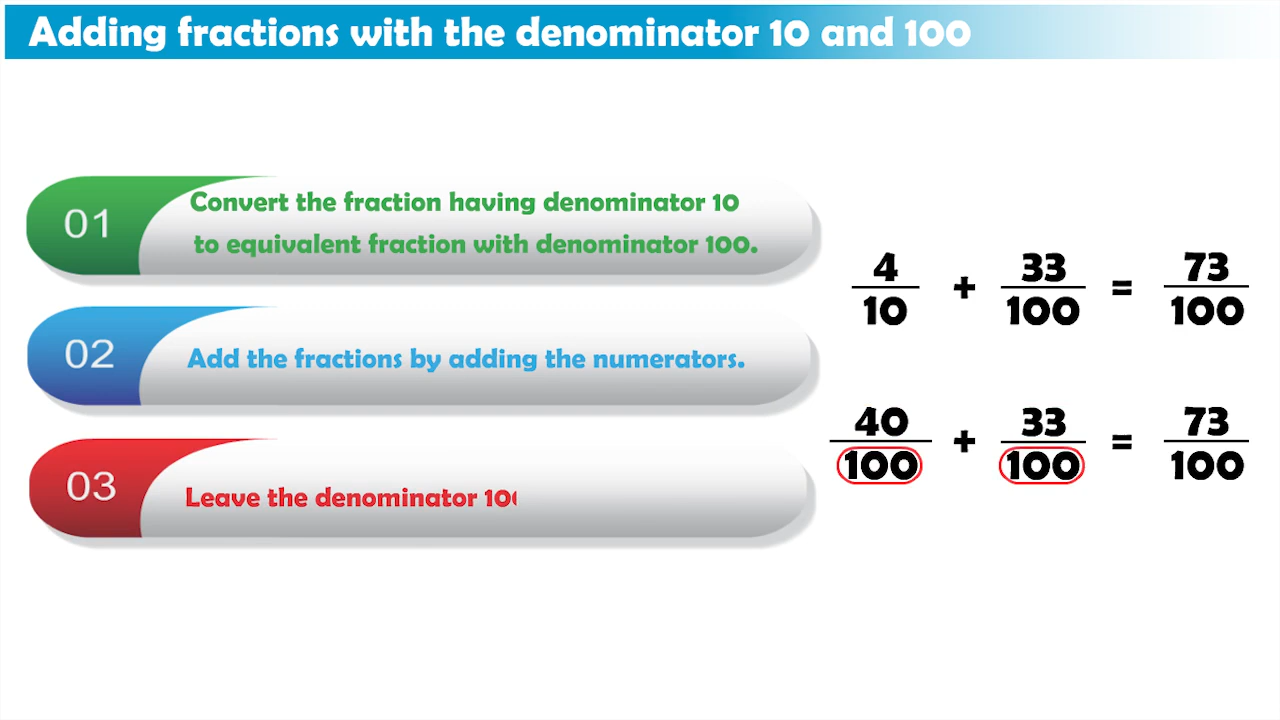 Adding fractions with the denominator 10 and 100
01
Convert the fraction having denominator 10
to equivalent fraction with denominator 100.
02
Add the fractions by adding the numerators.
03
Leave the denominator
4/10 + 33/100 = 73/100
40/100 + 33/100 = 73/100